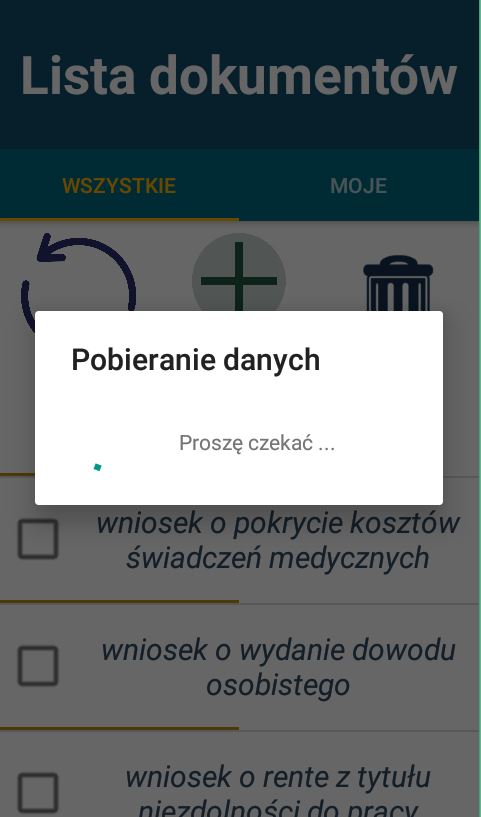 Lista dokumentów
WSZYSTKIE MOJE
Pobieranie danych
Proszę czekać ...
wniosek o pokrycie kosztów
świadczeń medycznych
wniosek o wydanie dowodu
osobistego
wniosek o rente z tytułu
niezdolności do pracy